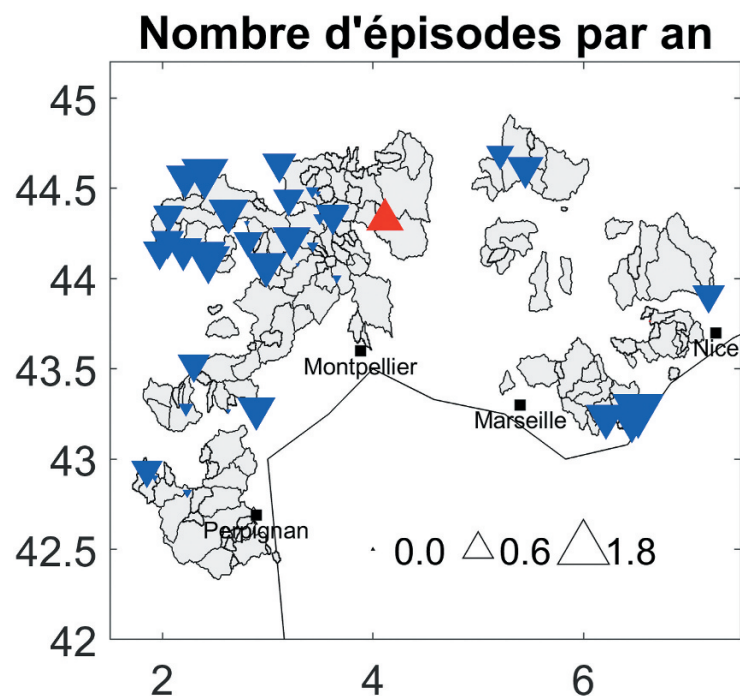 Nombre d'épisodes par an
45
44.5
44
43.5
43
42.5
42
Montpellier
Nice
Marseille
Perpignan
0.0 0.6 1.8
2 4 6